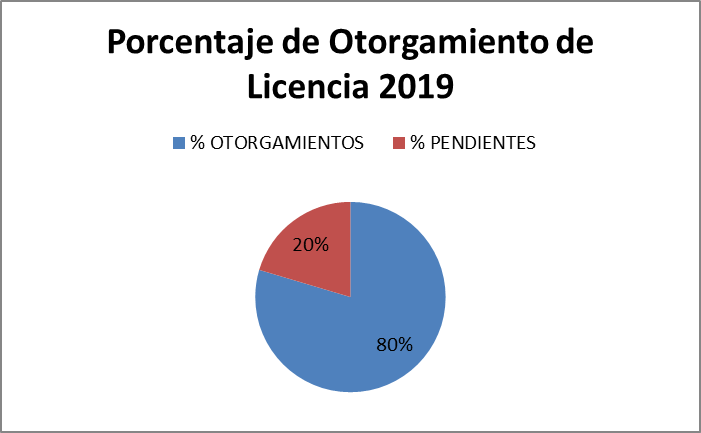 Porcentaje de Otorgamiento de
Licencia 2019
% OTORGAMIENTOS % PENDIENTES
20%
80%